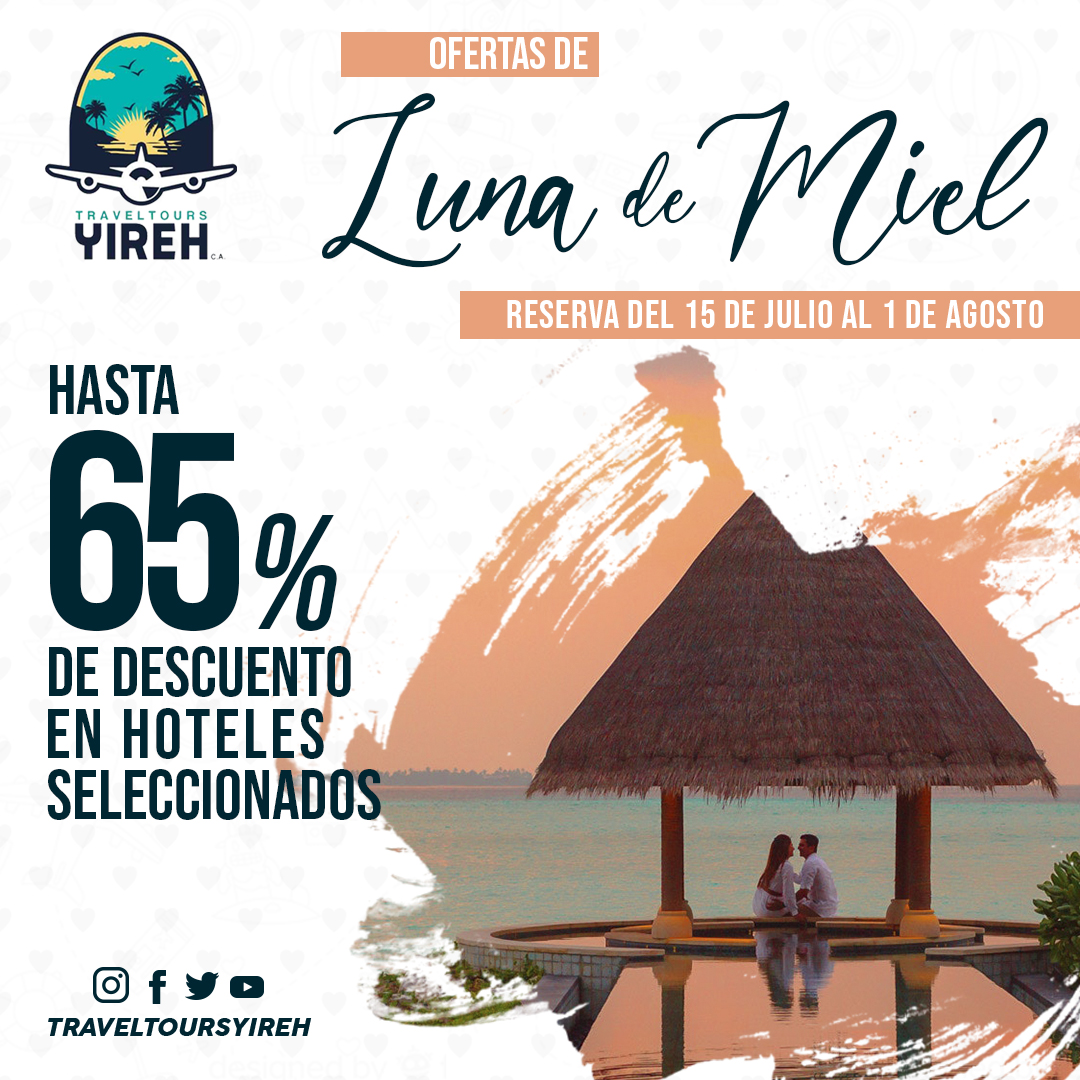 TRAVELTOURS
YIREH C.A.
OFERTAS DE
Luna de Miel
RESERVA DEL 15 DE JULIO AL 1 DE AGOSTO
HASTA
65%
DE DESCUENTO
EN HOTELES
SELECCIONADOS
TRAVELTOURSYIREH
designed by